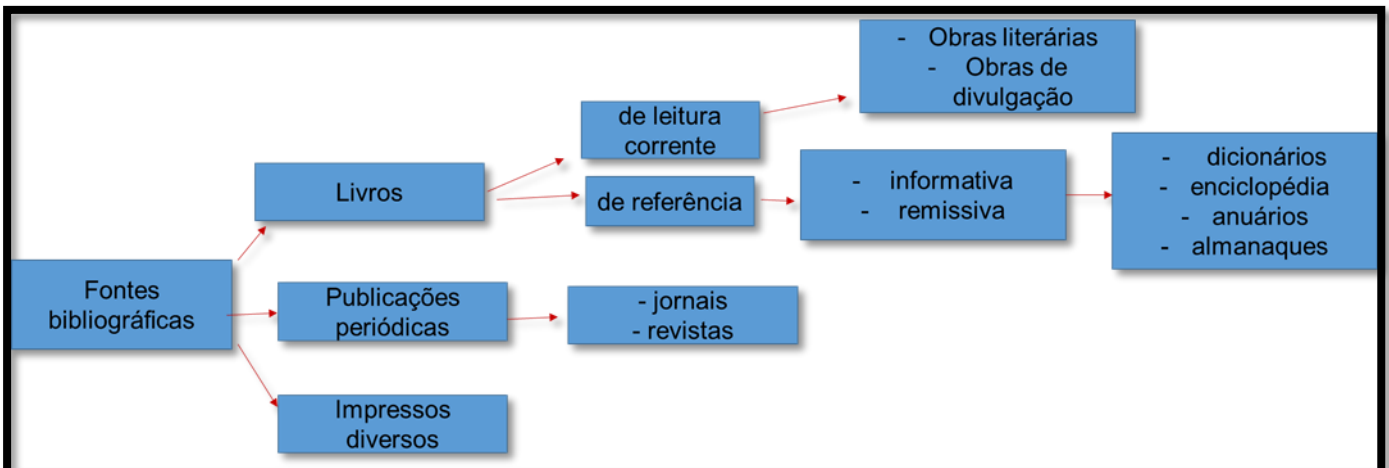 Fontes
bibliográficas
Livros
de leitura
corrente
- Obras literárias
- Obras de
divulgação
de referência
- informativa
- remissiva
- dicionários
- enciclopédia
- anuários
- almanaques
Publicações
periódicas
- jornais
- revistas
Impressos
diversos